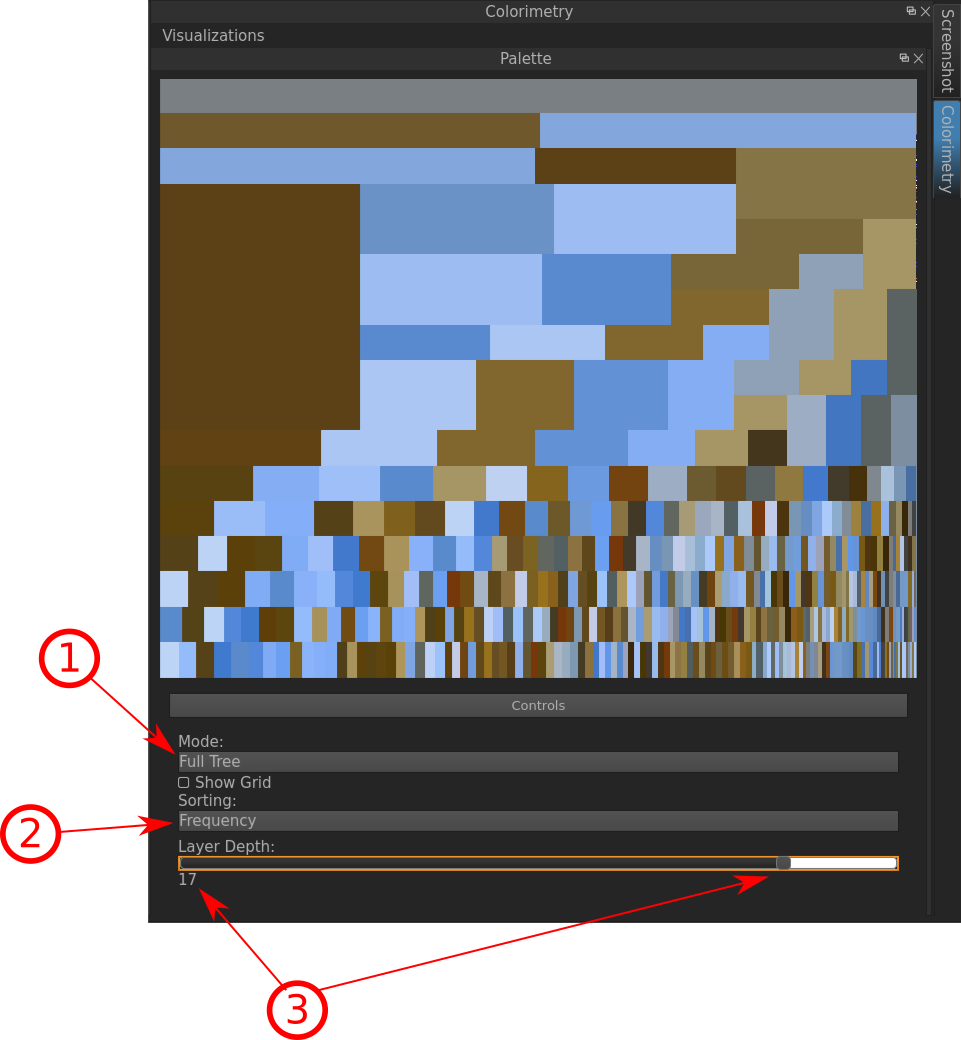 Colorimetry
Visualizations
Palette
Screenshot
Colorimetry
Controls
Mode:
Full Tree
Show Grid
Sorting:
Frequency
Layer Depth:
17
1
2
3